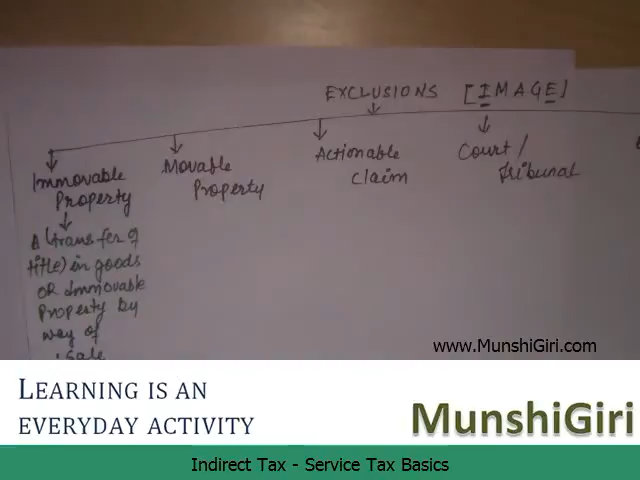 EXCLUSIONS [IMAGE]
Immovable Property
Movable Property
Actionable Claim
Court / Tribunal
A (transfer of
title) in goods
OR Immovable
Property by
way of
Sale
www.MunshiGiri.com
LEARNING IS AN
EVERYDAY ACTIVITY
MunshiGiri
Indirect Tax - Service Tax Basics